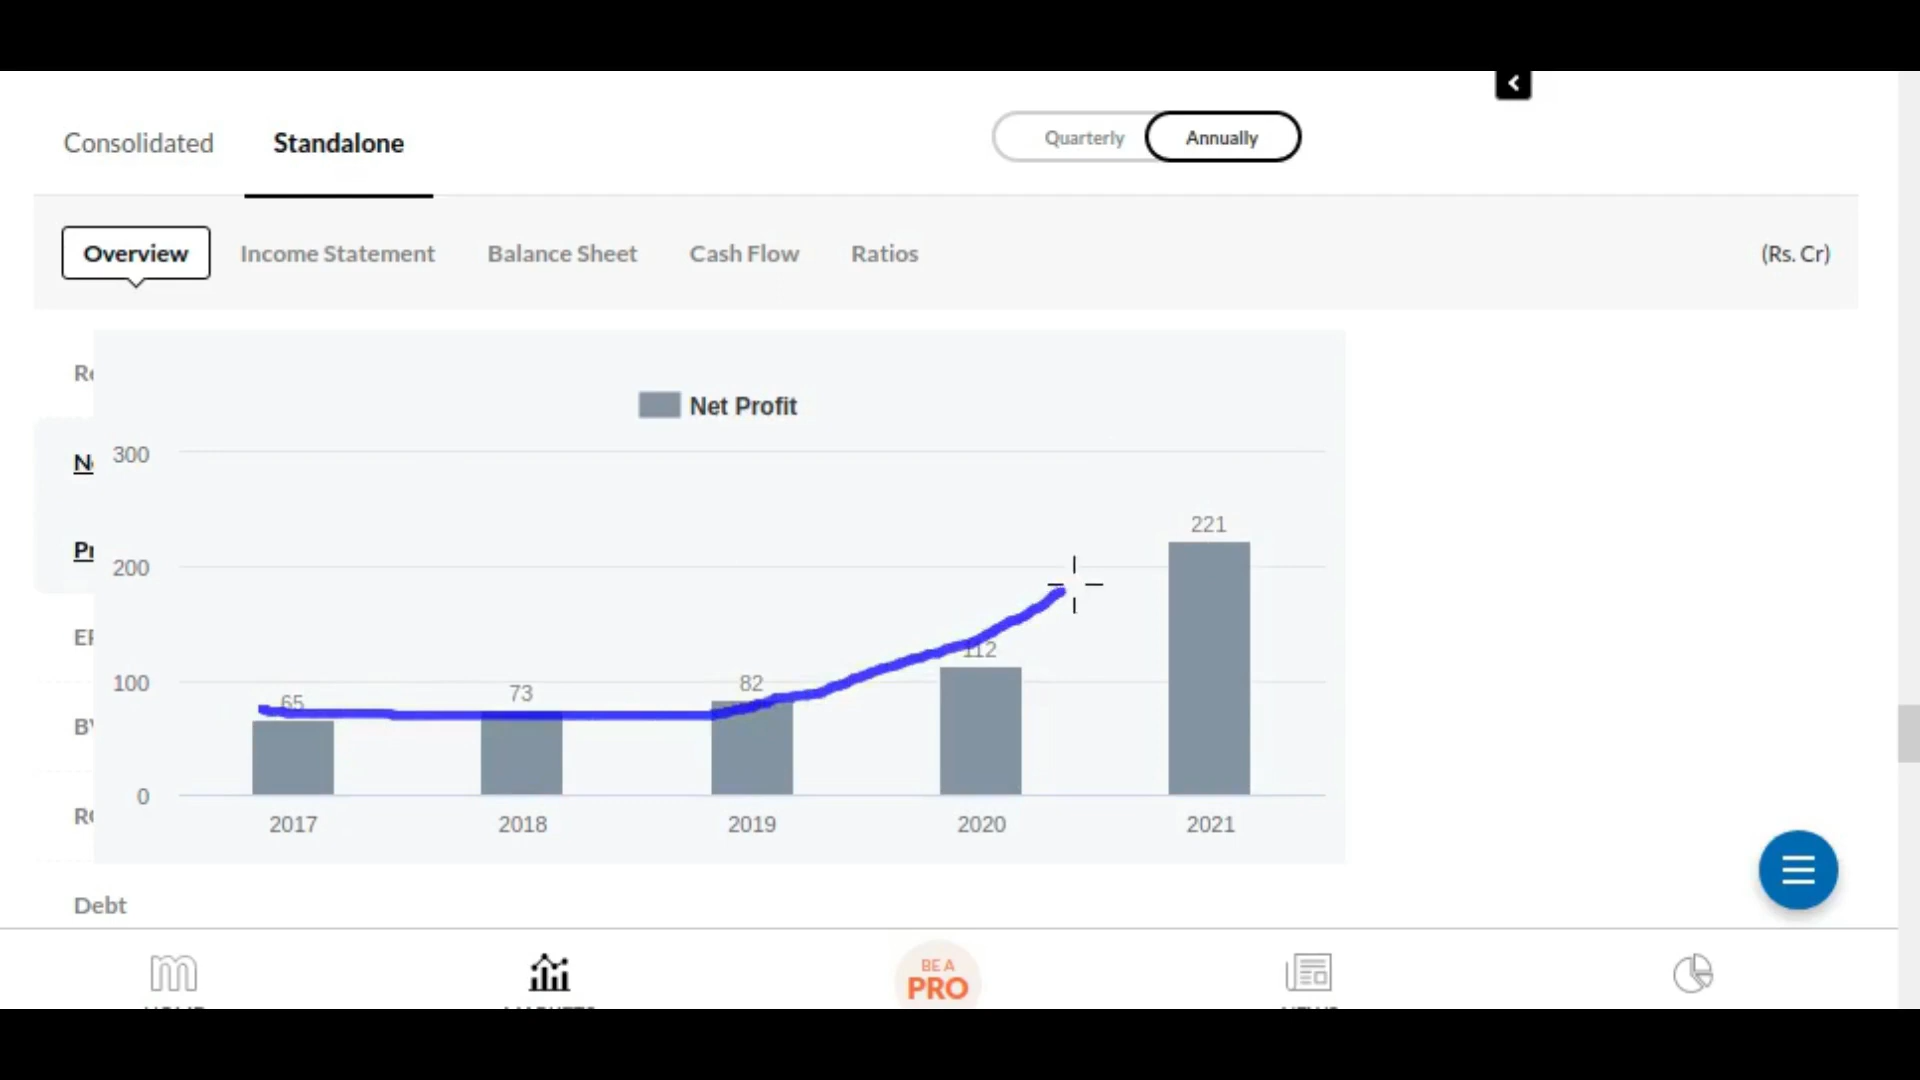 Consolidated Standalone Quarterly Annually
Overview Income Statement Balance Sheet Cash Flow Ratios (Rs. Cr)
Net Profit
300
221
200
112
100
65 73 82
0
2017 2018 2019 2020 2021
Debt
BE A
PRO